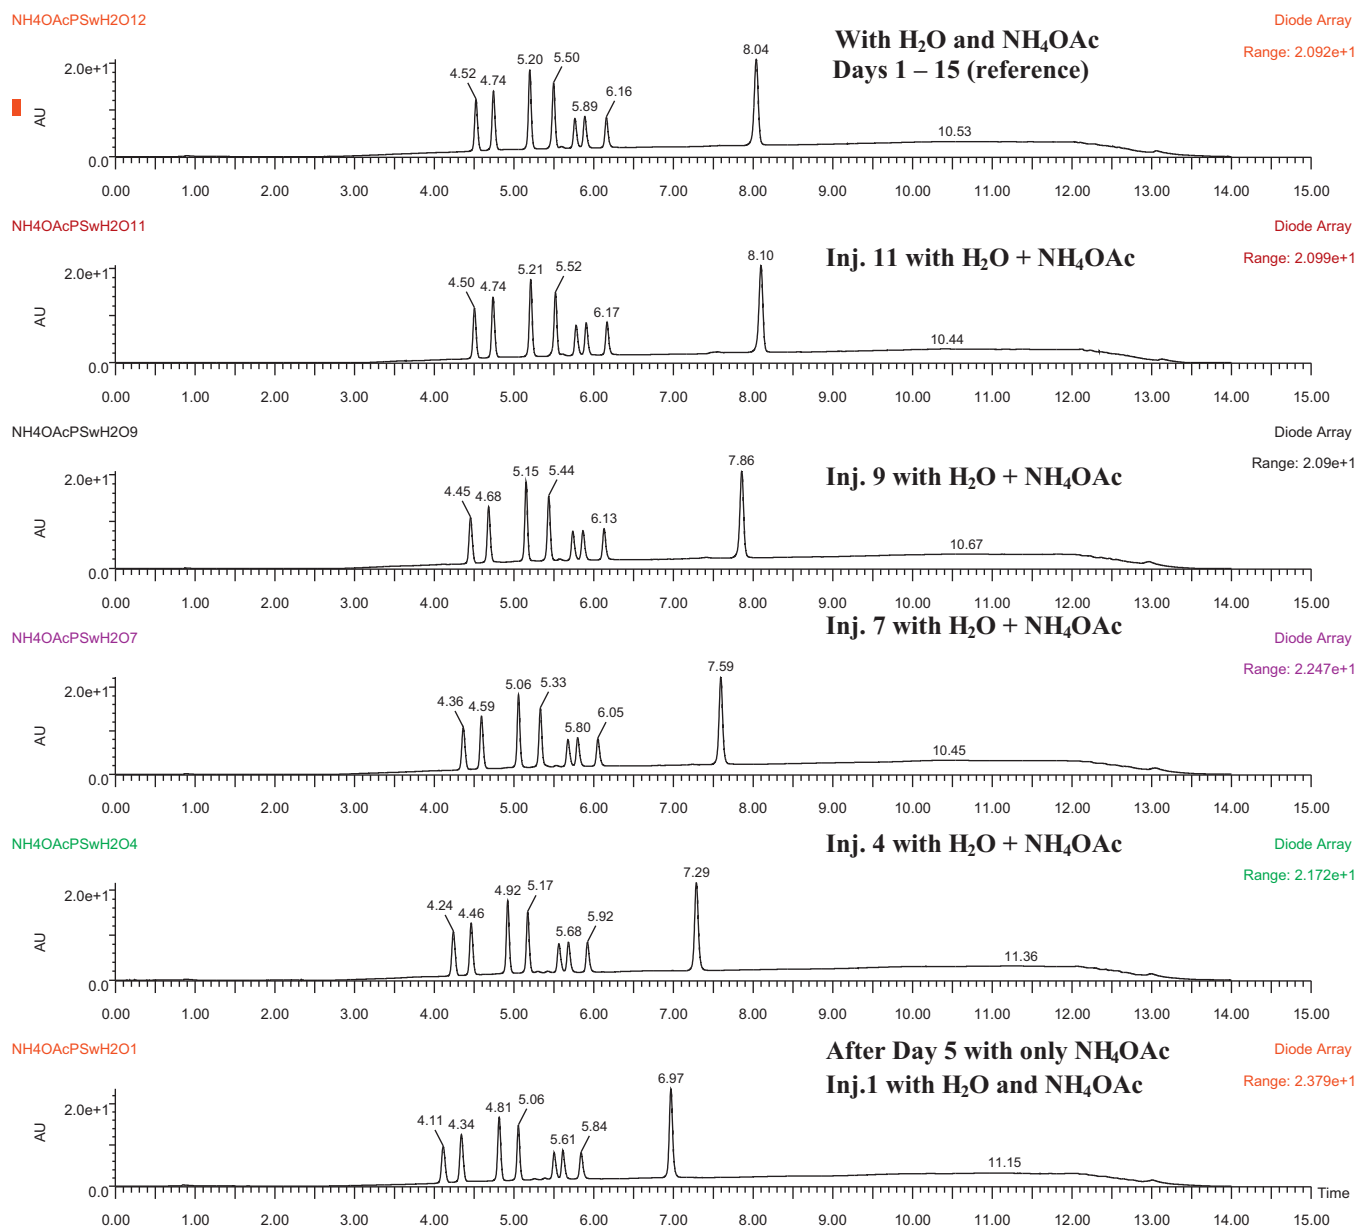 NH4OAcPSwH2O12
Diode Array
With H₂O and NH₄OAc
Range: 2.092e+1
Days 1 – 15 (reference)
8.04
5.20
5.50
2.0e+1
4.52
4.74
5.89
6.16
AU
10.53
0.0
0.00 1.00 2.00 3.00 4.00 5.00 6.00 7.00 8.00 9.00 10.00 11.00 12.00 13.00 14.00 15.00
NH4OAcPSwH2O11
Diode Array
Inj. 11 with H₂O + NH₄OAc
Range: 2.099e+1
8.10
5.21
5.52
2.0e+1
4.50
4.74
6.17
AU
10.44
0.0
0.00 1.00 2.00 3.00 4.00 5.00 6.00 7.00 8.00 9.00 10.00 11.00 12.00 13.00 14.00 15.00
NH4OAcPSwH2O9
Diode Array
Range: 2.09e+1
7.86
Inj. 9 with H₂O + NH₄OAc
5.15
5.44
2.0e+1
4.45
4.68
6.13
AU
10.67
0.0
0.00 1.00 2.00 3.00 4.00 5.00 6.00 7.00 8.00 9.00 10.00 11.00 12.00 13.00 14.00 15.00
Inj. 7 with H₂O + NH₄OAc
NH4OAcPSwH2O7
Diode Array
Range: 2.247e+1
7.59
5.06
5.33
2.0e+1
4.36
4.59
5.80
6.05
AU
10.45
0.0
0.00 1.00 2.00 3.00 4.00 5.00 6.00 7.00 8.00 9.00 10.00 11.00 12.00 13.00 14.00 15.00
NH4OAcPSwH2O4
Inj. 4 with H₂O + NH₄OAc
Diode Array
Range: 2.172e+1
7.29
4.92
5.17
2.0e+1
4.24
4.46
5.68
5.92
AU
11.36
0.0
0.00 1.00 2.00 3.00 4.00 5.00 6.00 7.00 8.00 9.00 10.00 11.00 12.00 13.00 14.00 15.00
NH4OAcPSwH2O1
After Day 5 with only NH₄OAc
Diode Array
Inj.1 with H₂O and NH₄OAc
Range: 2.379e+1
6.97
4.81
5.06
2.0e+1
4.11
4.34
5.61
5.84
AU
11.15
0.0
Time
0.00 1.00 2.00 3.00 4.00 5.00 6.00 7.00 8.00 9.00 10.00 11.00 12.00 13.00 14.00 15.00